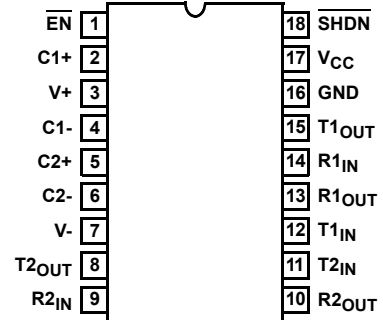 EN 1 18 SHDN
C1+ 2 17 VCC
V+ 3 16 GND
C1- 4 15 T1OUT
C2+ 5 14 R1IN
C2- 6 13 R1OUT
V- 7 12 T1IN
T2OUT 8 11 T2IN
R2IN 9 10 R2OUT